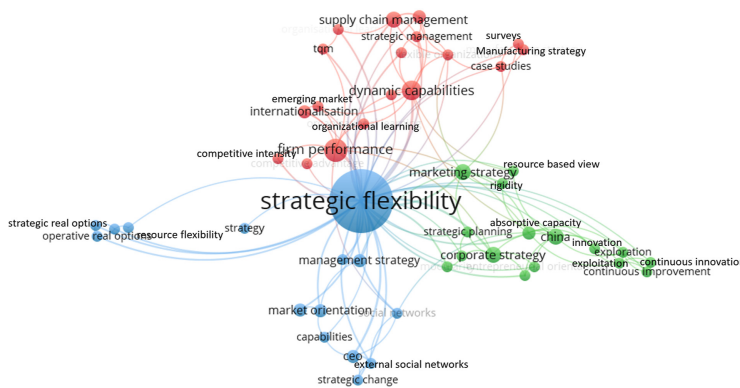 supply chain management
surveys
strategic management
tqm
Manufacturing strategy
case studies
dynamic capabilities
emerging market
internationalisation
organizational learning
firm performance
competitive intensity
competitive advantage
resource based view
marketing strategy
rigidity
strategic flexibility
strategic real options
absorptive capacity
strategy
strategic planning
operative real options
resource flexibility
china
innovation
exploration
corporate strategy
management strategy
exploitation
continuous innovatio
continuous improvement
market orientation
social networks
capabilities
ceo
external social networks
strategic change